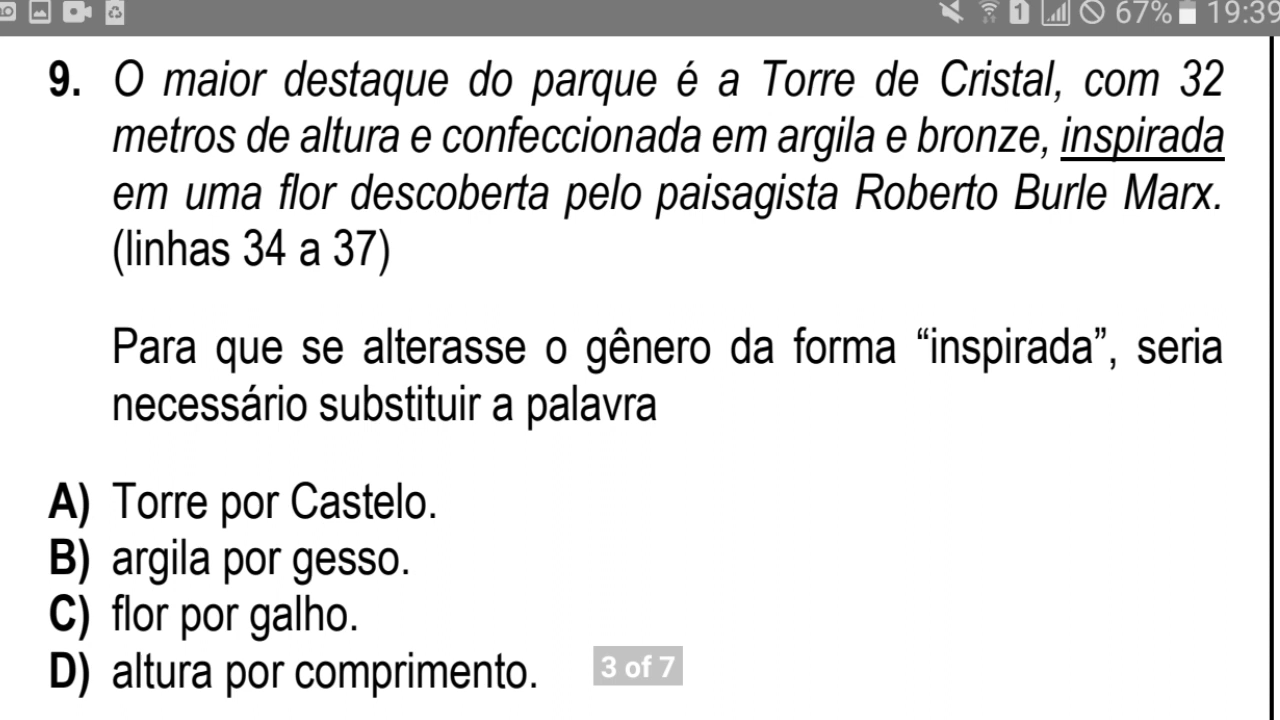 67% 19:39
9. O maior destaque do parque é a Torre de Cristal, com 32
metros de altura e confeccionada em argila e bronze, inspirada
em uma flor descoberta pelo paisagista Roberto Burle Marx.
(linhas 34 a 37)
Para que se alterasse o gênero da forma “inspirada”, seria
necessário substituir a palavra
A) Torre por Castelo.
B) argila por gesso.
C) flor por galho.
D) altura por comprimento.
3 of 7